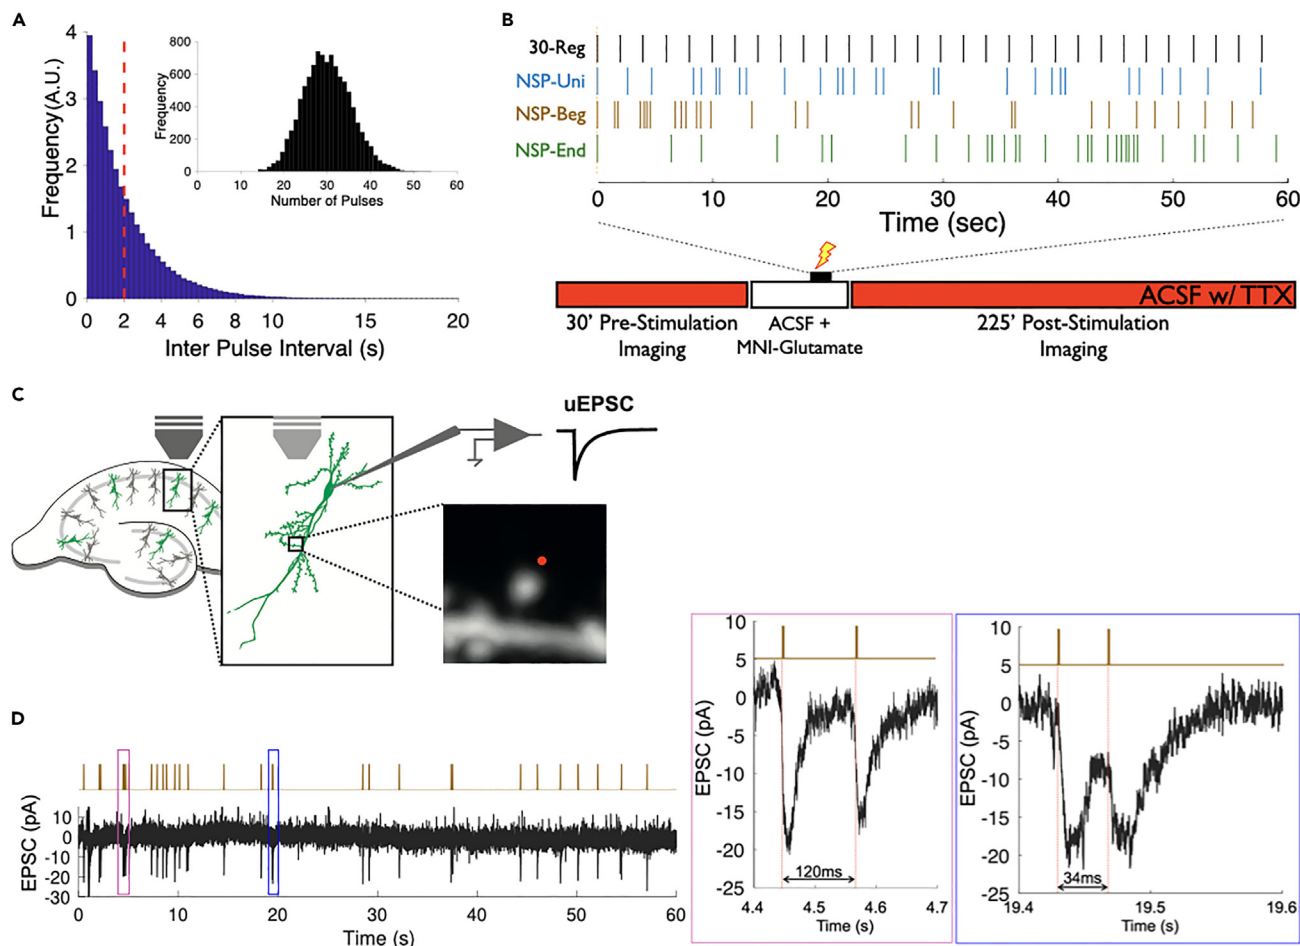 A
Frequency(A.U.)
4
3
2
1
0
0 2 4 6 8 10 15 20
Inter Pulse Interval (s)
Frequency
800
600
400
200
0
0 10 20 30 40 50 60
Number of Pulses
B
30-Reg
NSP-Uni
NSP-Beg
NSP-End
0 10 20 30 40 50 60
Time (sec)
ACSF w/ TTX
30' Pre-Stimulation
Imaging
ACSF +
MNI-Glutamate
225' Post-Stimulation
Imaging
C
uEPSC
D
EPSC (pA)
10
0
-10
-20
-30
0 10 20 30 40 50 60
Time (s)
EPSC (pA)
10
5
0
-5
-10
-15
-20
-25
120ms
4.4 4.5 4.6 4.7
Time (s)
EPSC (pA)
10
5
0
-5
-10
-15
-20
-25
34ms
19.4 19.5 19.6
Time (s)